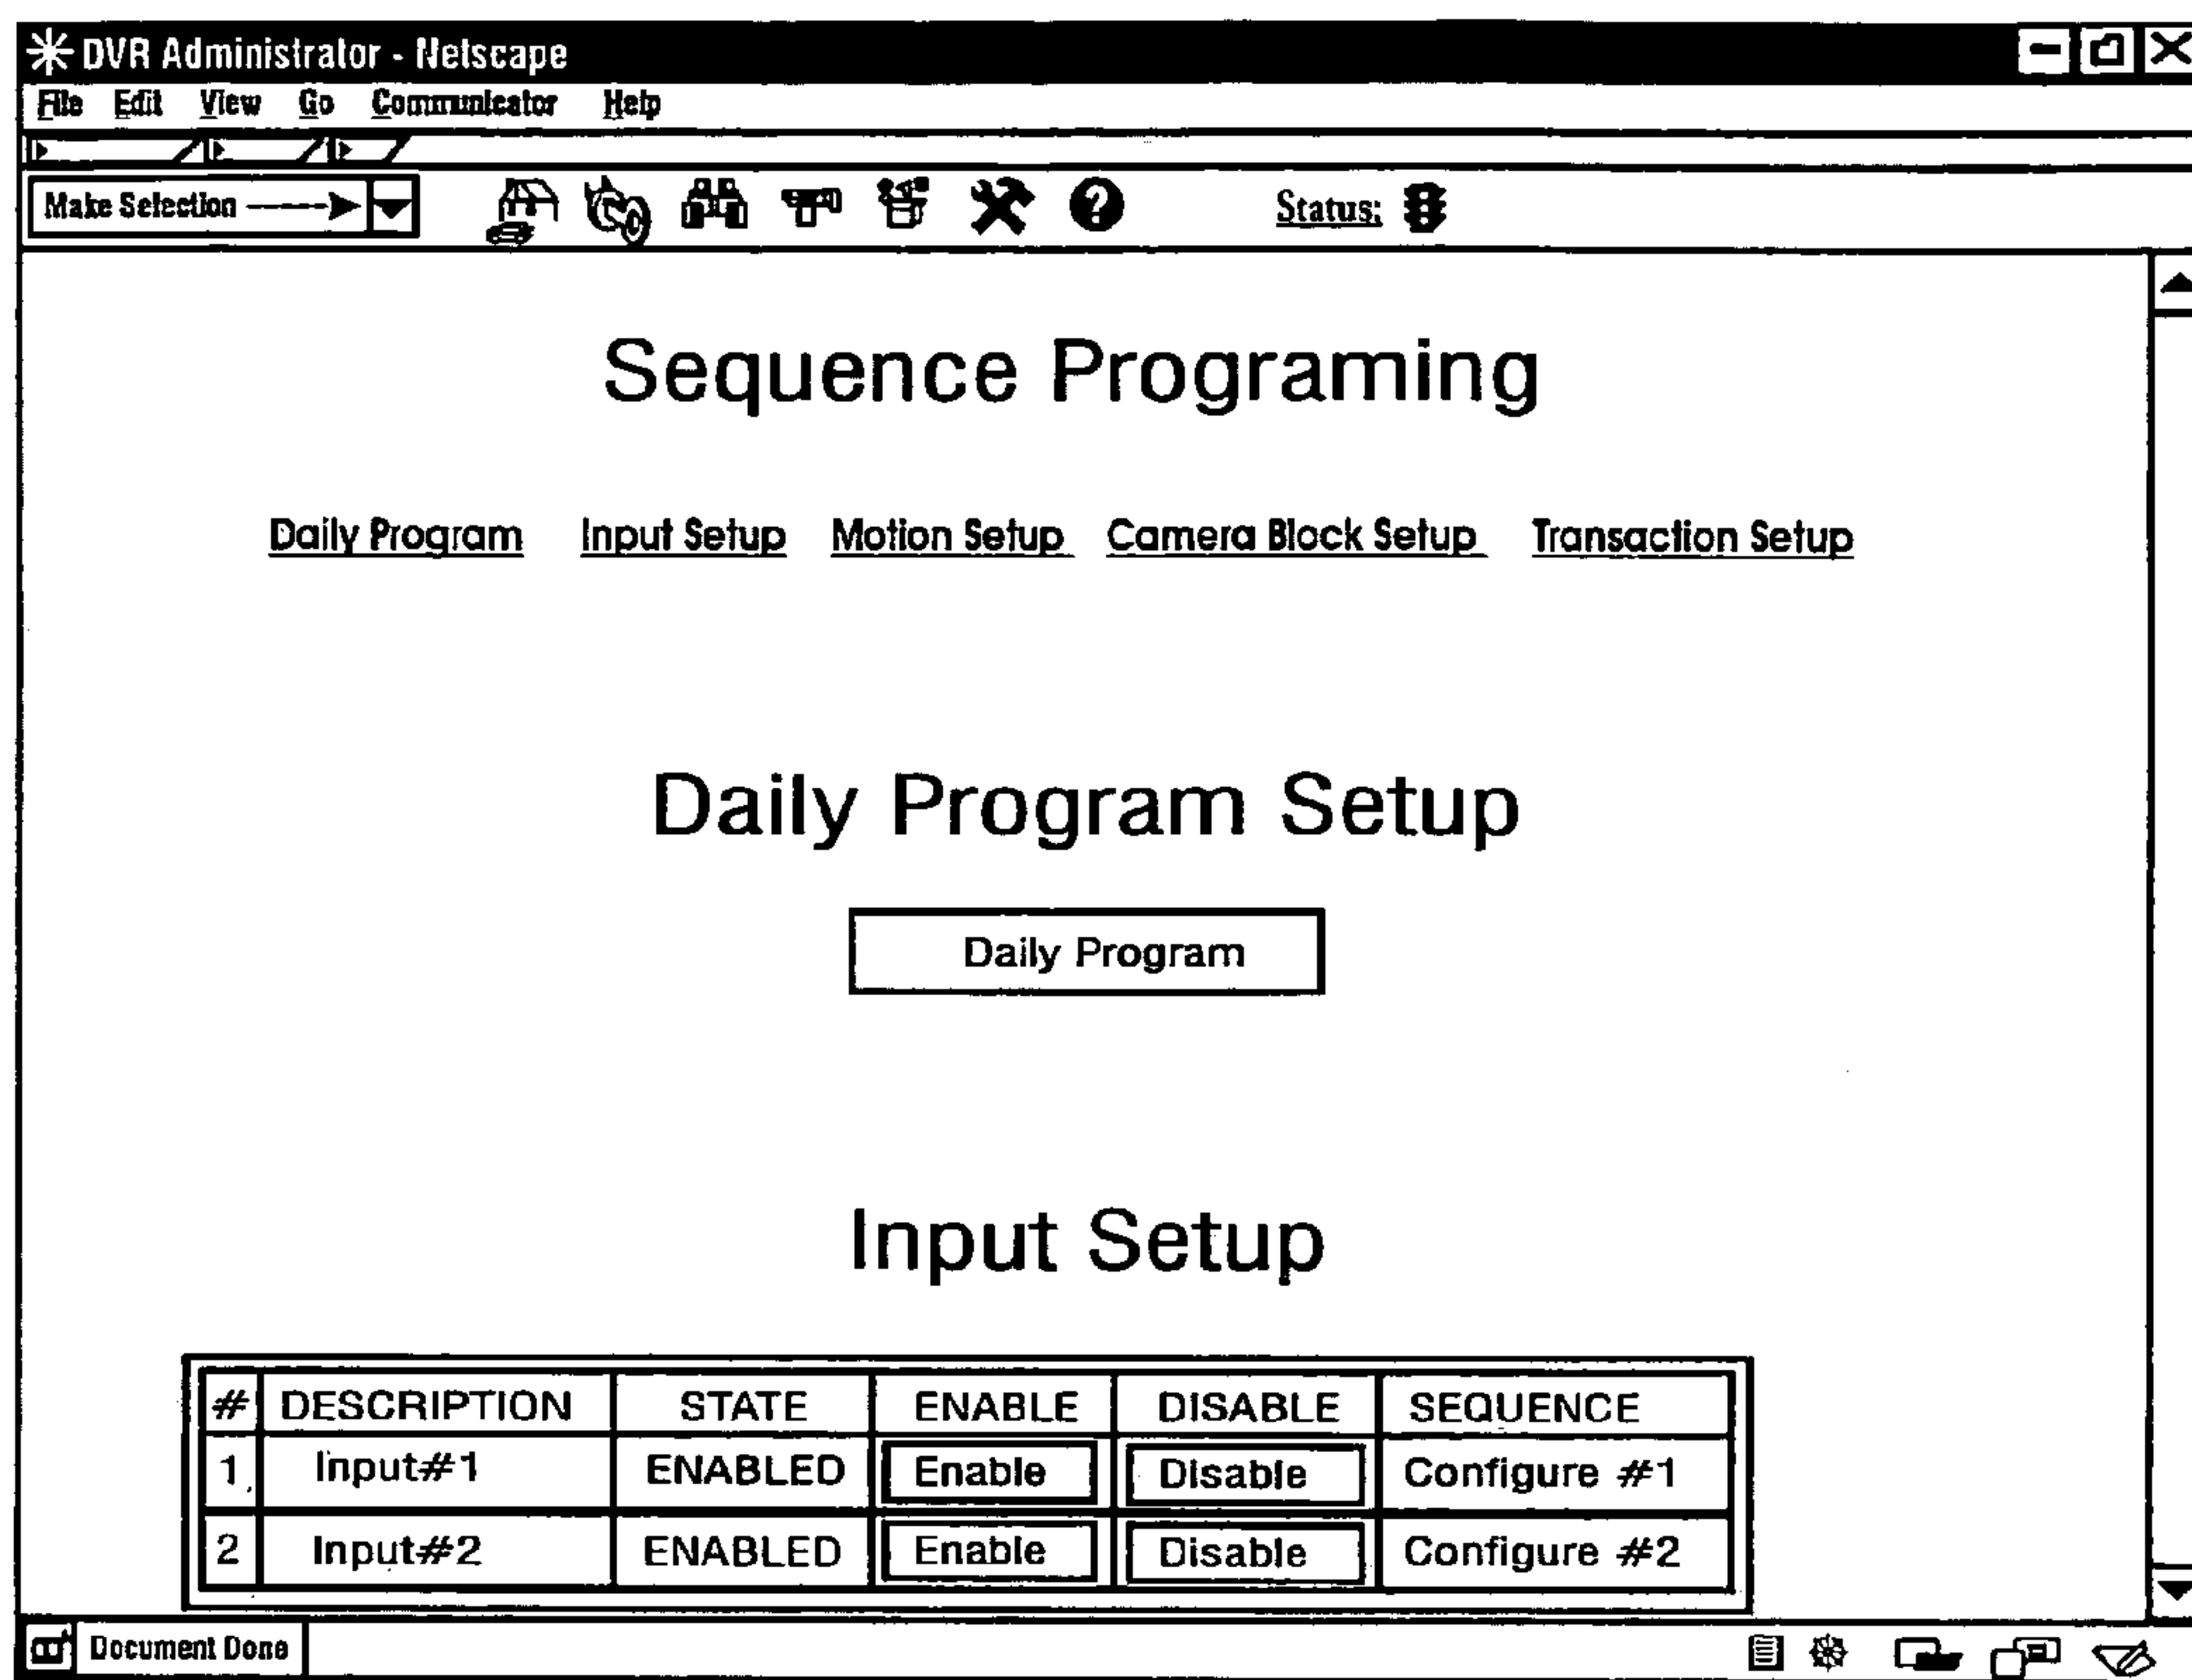 DVR Administrator - Netscape
File Edit View Go Communicator Help
Make Selection Status:
Sequence Programing
Daily Program Input Setup Motion Setup Camera Block Setup Transaction Setup
Daily Program Setup
Daily Program
Input Setup
# DESCRIPTION STATE ENABLE DISABLE SEQUENCE
1 Input#1 ENABLED Enable Disable Configure #1
2 Input#2 ENABLED Enable Disable Configure #2
Document Done